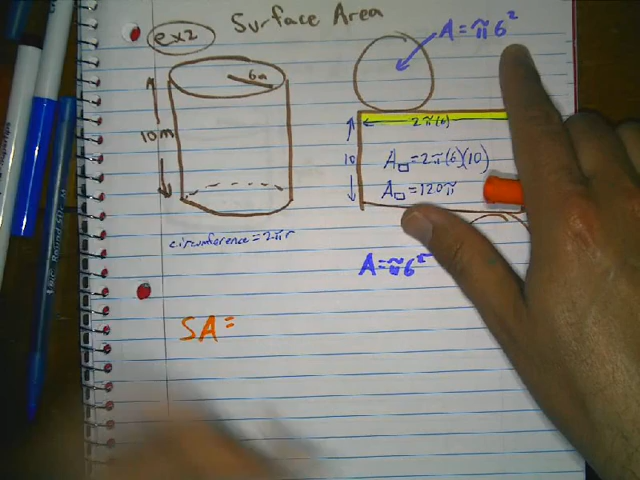 Surface Area
ex2
A = π6²
6m
10m
2π(6)
10
A▭ = 2π(6)(10)
A▭ = 120π
circumference = 2πr
A = π6²
SA =